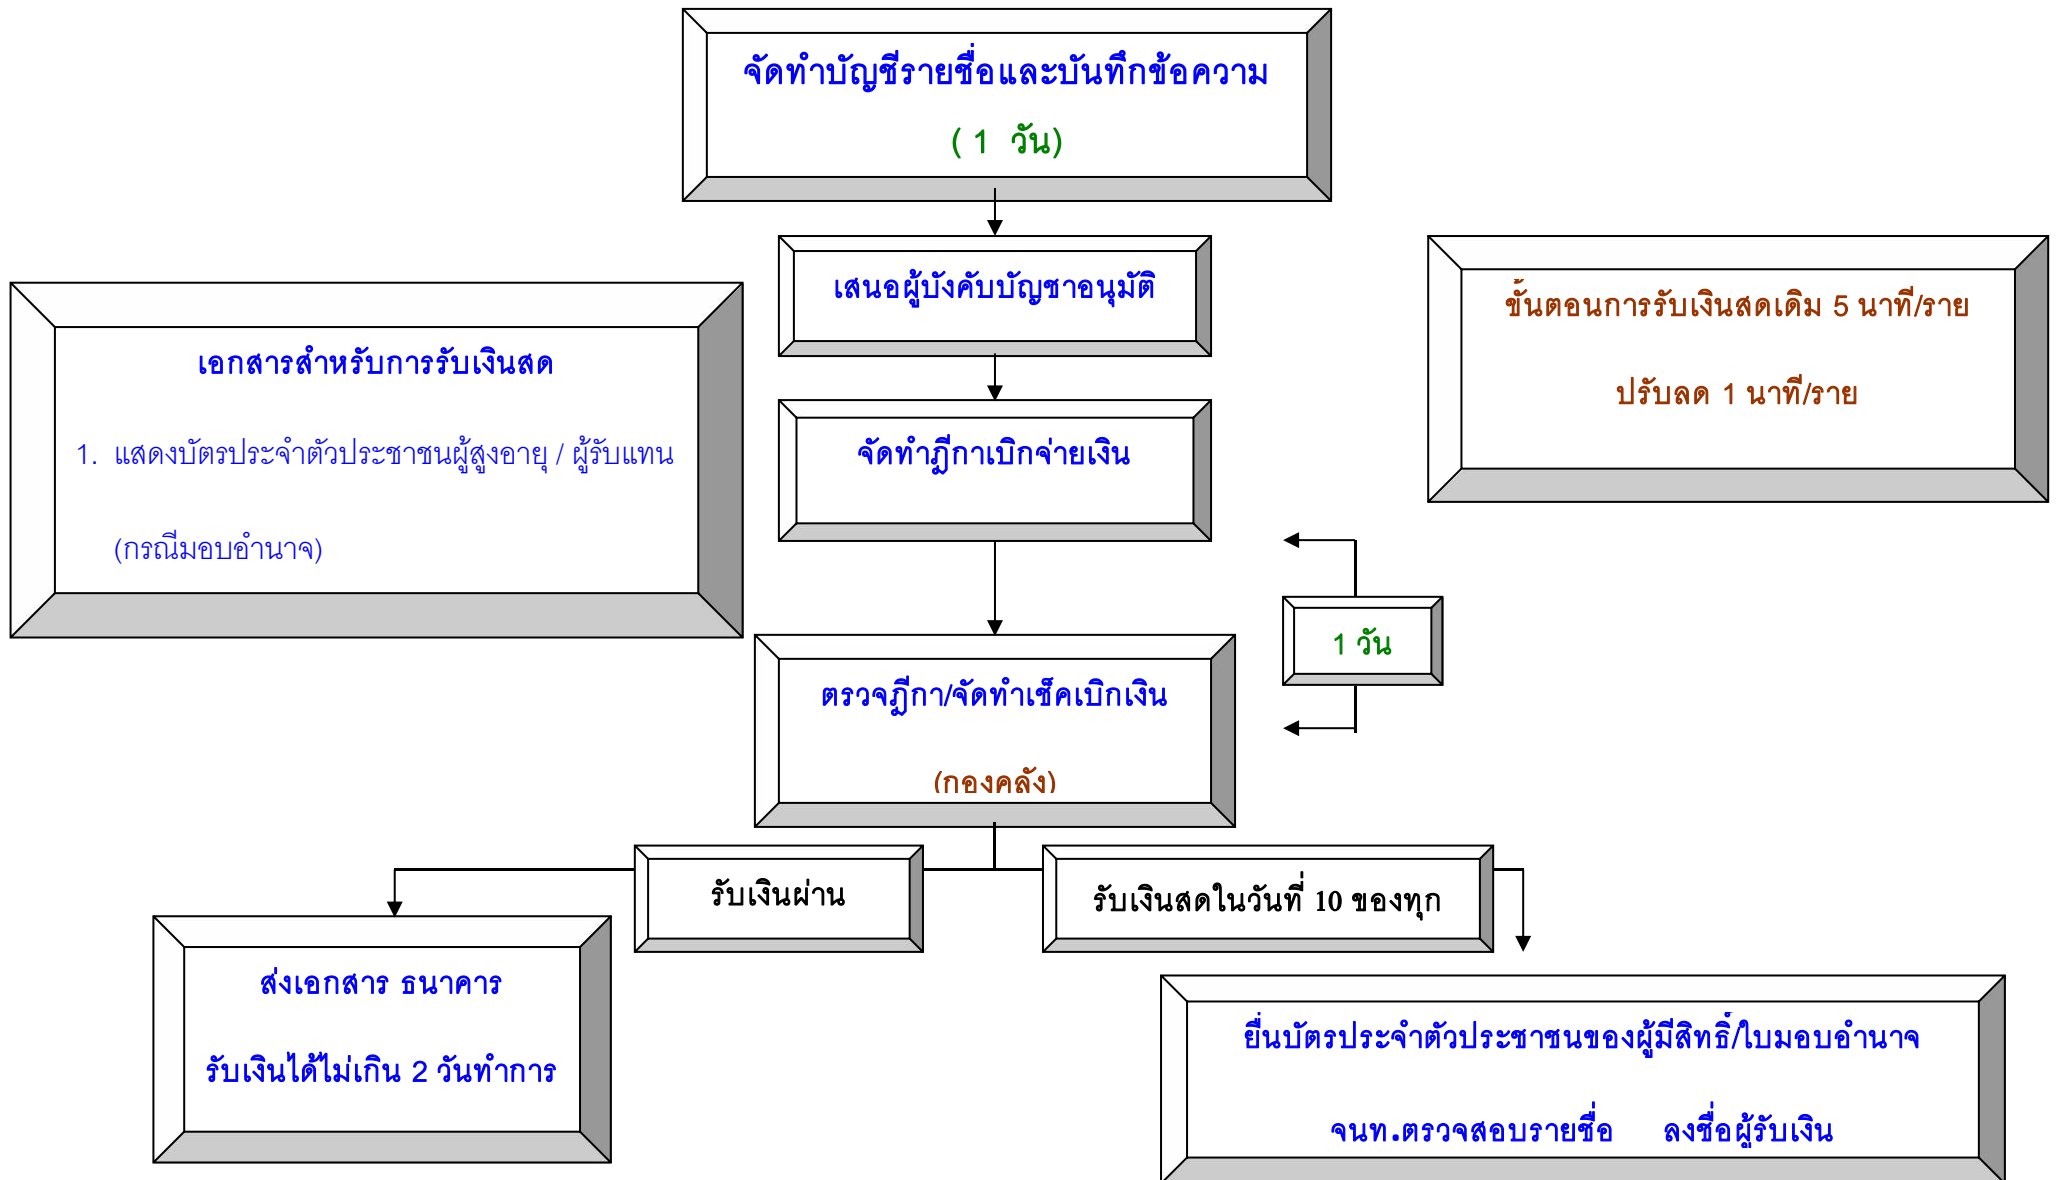 จัดทำบัญชีรายชื่อและบันทึกข้อความ
( 1 วัน)
เสนอผู้บังคับบัญชาอนุมัติ
ขั้นตอนการรับเงินสดเดิม 5 นาที/ราย
ปรับลด 1 นาที/ราย
เอกสารสำหรับการรับเงินสด
1. แสดงบัตรประจำตัวประชาชนผู้สูงอายุ / ผู้รับแทน
(กรณีมอบอำนาจ)
จัดทำฎีกาเบิกจ่ายเงิน
1 วัน
ตรวจฎีกา/จัดทำเช็คเบิกเงิน
(กองคลัง)
รับเงินผ่าน
รับเงินสดในวันที่ 10 ของทุก
ส่งเอกสาร ธนาคาร
รับเงินได้ไม่เกิน 2 วันทำการ
ยื่นบัตรประจำตัวประชาชนของผู้มีสิทธิ์/ใบมอบอำนาจ
จนท.ตรวจสอบรายชื่อ ลงชื่อผู้รับเงิน